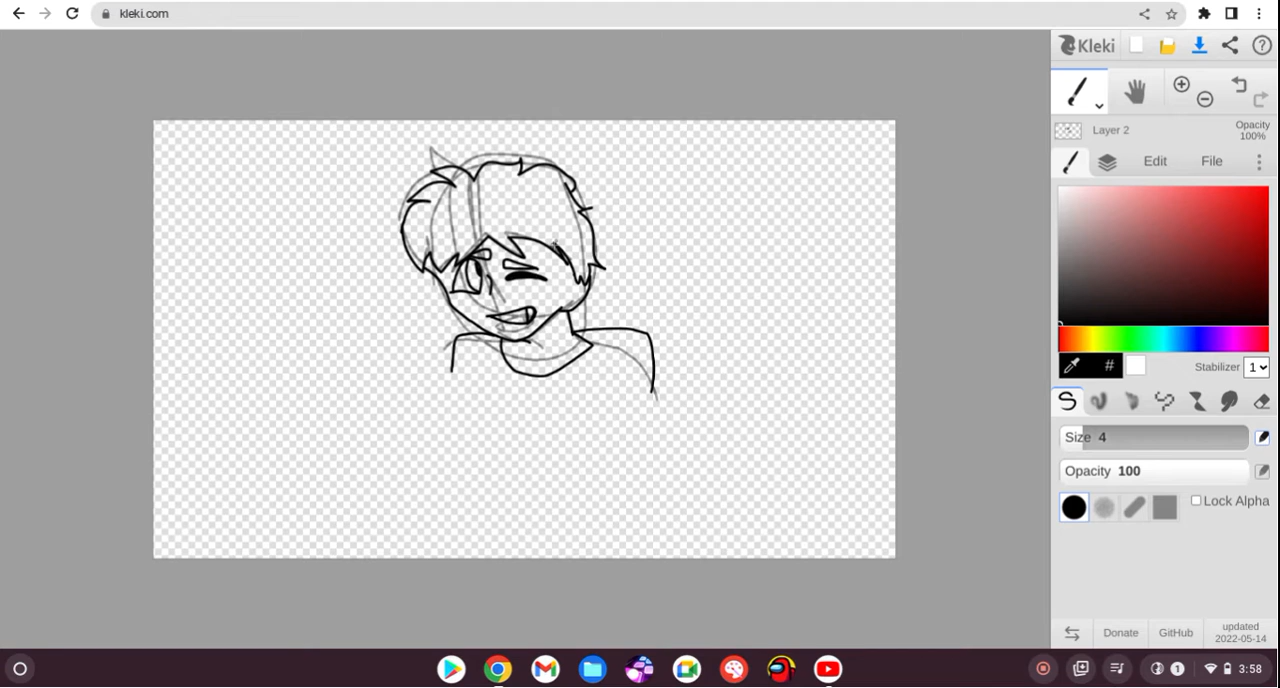 kleki.com
Kleki
Layer 2
Opacity
100%
Edit File
# Stabilizer 1
Size 4
Opacity 100
Lock Alpha
Donate GitHub updated
2022-05-14
1 3:58